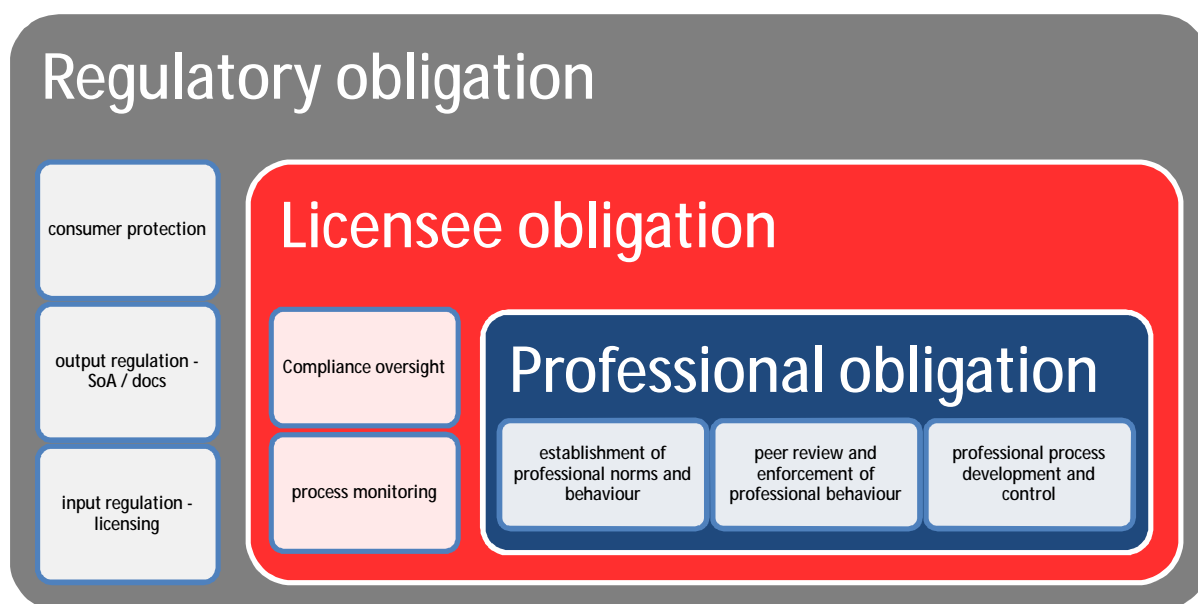 Regulatory obligation
consumer protection
output regulation -
SoA / docs
input regulation -
licensing
Licensee obligation
Compliance oversight
process monitoring
Professional obligation
establishment of
professional norms and
behaviour
peer review and
enforcement of
professional behaviour
professional process
development and
control